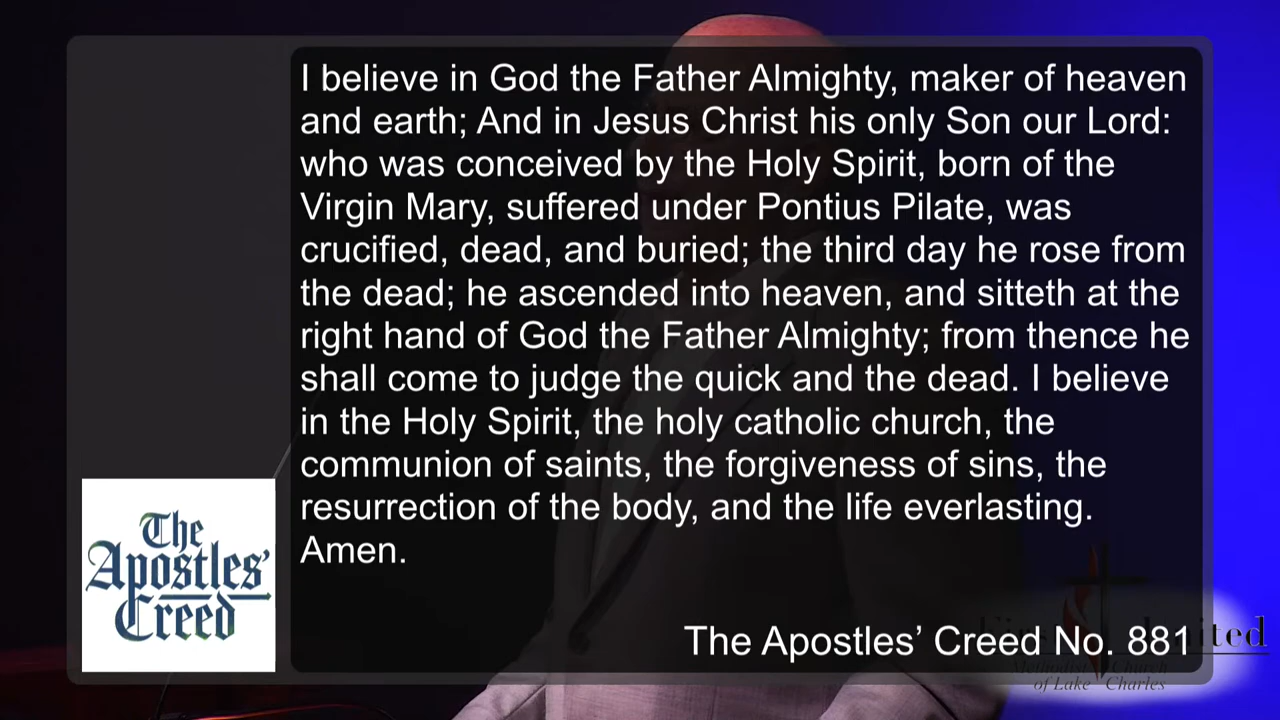 I believe in God the Father Almighty, maker of heaven
and earth; And in Jesus Christ his only Son our Lord:
who was conceived by the Holy Spirit, born of the
Virgin Mary, suffered under Pontius Pilate, was
crucified, dead, and buried; the third day he rose from
the dead; he ascended into heaven, and sitteth at the
right hand of God the Father Almighty; from thence he
shall come to judge the quick and the dead. I believe
in the Holy Spirit, the holy catholic church, the
communion of saints, the forgiveness of sins, the
resurrection of the body, and the life everlasting.
Amen.
The
Apostles'
Creed
The Apostles’ Creed No. 881
First United
Methodist Church
of Lake Charles